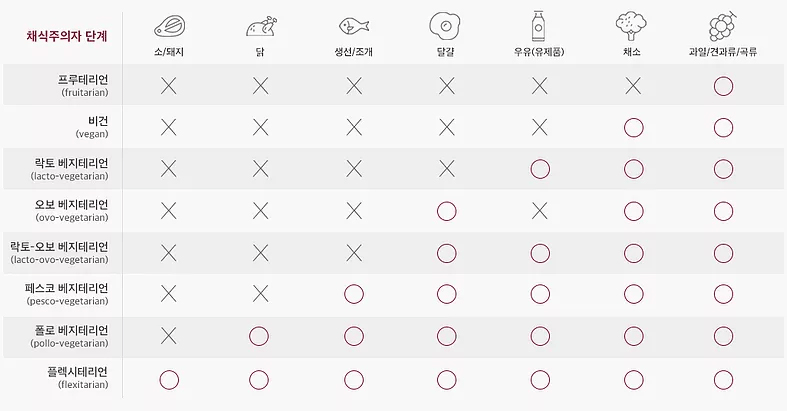 채식주의자 단계
소/돼지
닭
생선/조개
달걀
우유(유제품)
채소
과일/견과류/곡류
프루테리언
(fruitarian)
비건
(vegan)
락토 베지테리언
(lacto-vegetarian)
오보 베지테리언
(ovo-vegetarian)
락토-오보 베지테리언
(lacto-ovo-vegetarian)
페스코 베지테리언
(pesco-vegetarian)
폴로 베지테리언
(pollo-vegetarian)
플렉시테리언
(flexitarian)